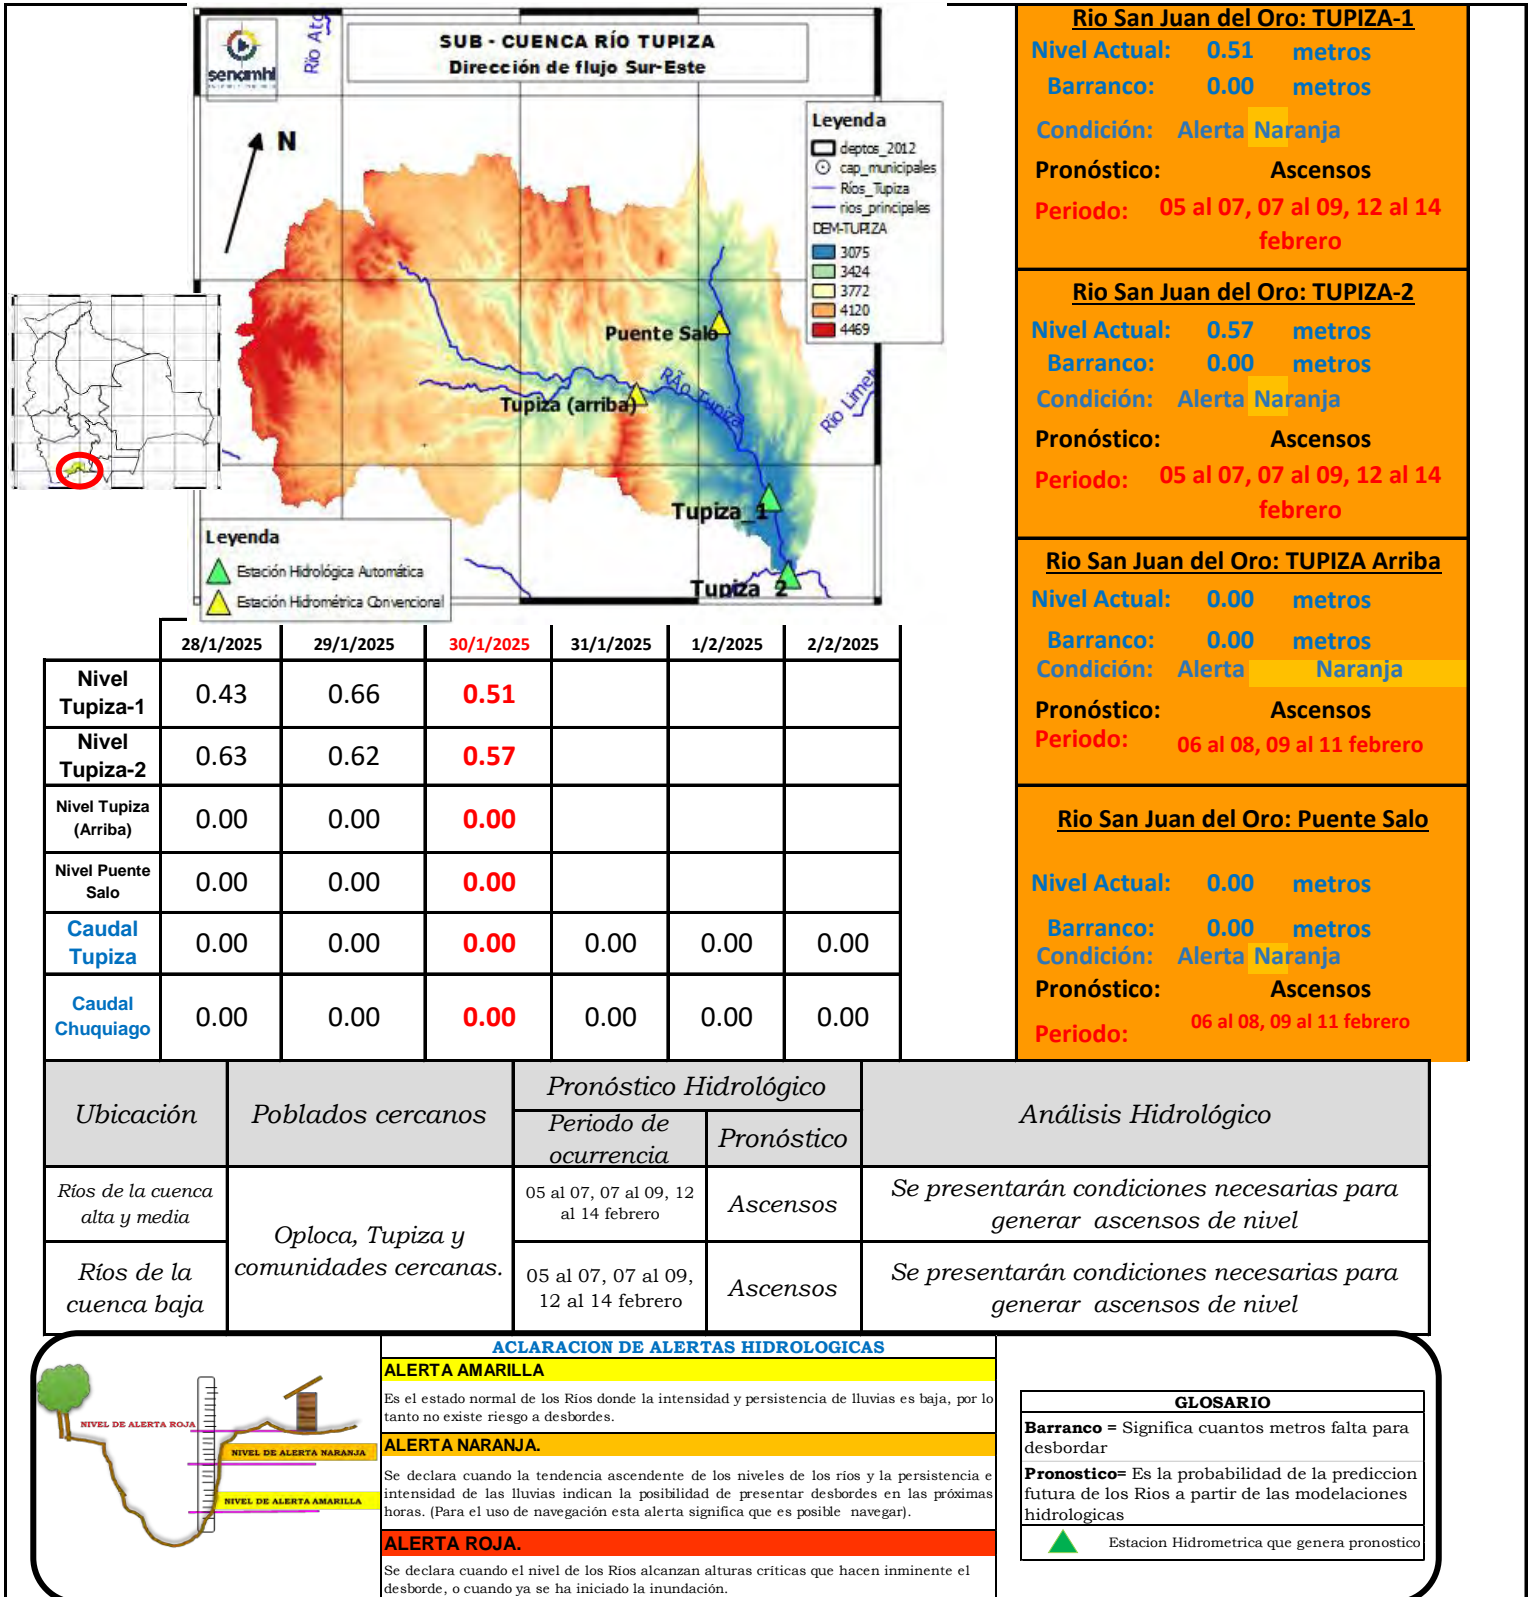 senamhi
Río Ato
SUB - CUENCA RÍO TUPIZA
Dirección de flujo Sur-Este
N
Leyenda
deptos_2012
cap_municipales
Ríos_Tupiza
rios_principales
DEM-TUPIZA
3075
3424
3772
4120
4469
Puente Salo
Tupiza (arriba)
RÃo Tupiza
Río Limet
Tupiza_1
Tupiza_2
Leyenda
Estación Hidrológica Automática
Estación Hidrométrica Convencional
Rio San Juan del Oro: TUPIZA-1
Nivel Actual: 0.51 metros
Barranco: 0.00 metros
Condición: Alerta Naranja
Pronóstico: Ascensos
Periodo: 05 al 07, 07 al 09, 12 al 14
febrero
Rio San Juan del Oro: TUPIZA-2
Nivel Actual: 0.57 metros
Barranco: 0.00 metros
Condición: Alerta Naranja
Pronóstico: Ascensos
Periodo: 05 al 07, 07 al 09, 12 al 14
febrero
Rio San Juan del Oro: TUPIZA Arriba
Nivel Actual: 0.00 metros
Barranco: 0.00 metros
Condición: Alerta Naranja
Pronóstico: Ascensos
Periodo: 06 al 08, 09 al 11 febrero
Rio San Juan del Oro: Puente Salo
Nivel Actual: 0.00 metros
Barranco: 0.00 metros
Condición: Alerta Naranja
Pronóstico: Ascensos
Periodo: 06 al 08, 09 al 11 febrero
28/1/2025 29/1/2025 30/1/2025 31/1/2025 1/2/2025 2/2/2025
Nivel
Tupiza-1
0.43 0.66 0.51
Nivel
Tupiza-2
0.63 0.62 0.57
Nivel Tupiza
(Arriba)
0.00 0.00 0.00
Nivel Puente
Salo
0.00 0.00 0.00
Caudal
Tupiza
0.00 0.00 0.00 0.00 0.00 0.00
Caudal
Chuquiago
0.00 0.00 0.00 0.00 0.00 0.00
Ubicación
Poblados cercanos
Pronóstico Hidrológico
Periodo de
ocurrencia
Pronóstico
Análisis Hidrológico
Ríos de la cuenca
alta y media
Oploca, Tupiza y
comunidades cercanas.
05 al 07, 07 al 09, 12
al 14 febrero
Ascensos
Se presentarán condiciones necesarias para
generar ascensos de nivel
Ríos de la
cuenca baja
05 al 07, 07 al 09,
12 al 14 febrero
Ascensos
Se presentarán condiciones necesarias para
generar ascensos de nivel
NIVEL DE ALERTA ROJA
NIVEL DE ALERTA NARANJA
NIVEL DE ALERTA AMARILLA
ACLARACION DE ALERTAS HIDROLOGICAS
ALERTA AMARILLA
Es el estado normal de los Ríos donde la intensidad y persistencia de lluvias es baja, por lo
tanto no existe riesgo a desbordes.
ALERTA NARANJA.
Se declara cuando la tendencia ascendente de los niveles de los ríos y la persistencia e
intensidad de las lluvias indican la posibilidad de presentar desbordes en las próximas
horas. (Para el uso de navegación esta alerta significa que es posible navegar).
ALERTA ROJA.
Se declara cuando el nivel de los Ríos alcanzan alturas críticas que hacen inminente el
desborde, o cuando ya se ha iniciado la inundación.
GLOSARIO
Barranco = Significa cuantos metros falta para
desbordar
Pronostico= Es la probabilidad de la prediccion
futura de los Rios a partir de las modelaciones
hidrologicas
Estacion Hidrometrica que genera pronostico